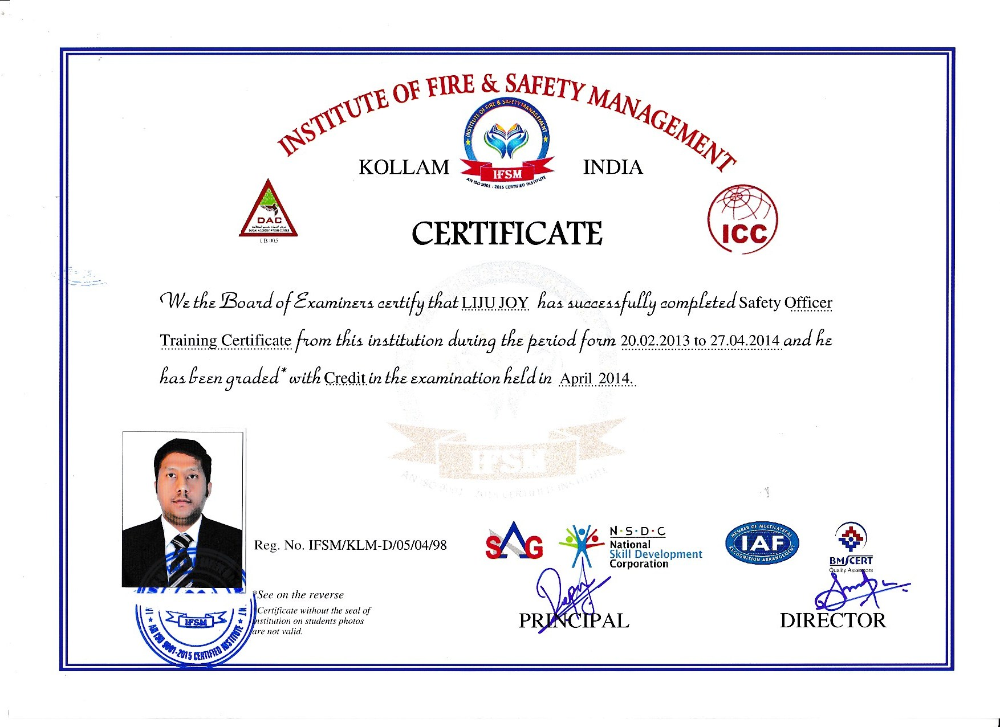 INSTITUTE OF FIRE & SAFETY MANAGEMENT
INSTITUTE OF FIRE & SAFETY MANAGEMENT
KOLLAM
INDIA
IFSM
AN ISO 9001 : 2015 CERTIFIED INSTITUTE
DAC
DUBAI ACCREDITATION CENTER
CB 005
ICC
CERTIFICATE
We the Board of Examiners certify that LIJU JOY has successfully completed Safety Officer
Training Certificate from this institution during the period form 20.02.2013 to 27.04.2014 and he
has been graded* with Credit in the examination held in April 2014.
IFSM
Reg. No. IFSM/KLM-D/05/04/98
SAG
N·S·D·C
National
Skill Development
Corporation
MEMBER OF MULTILATERAL
IAF
RECOGNITION ARRANGEMENT
BMSCERT
Quality Assessors
*See on the reverse
*Certificate without the seal of
institution on students photos
are not valid.
IFSM
AN ISO 9001-2015 CERTIFIED INSTITUTE
PRINCIPAL
DIRECTOR